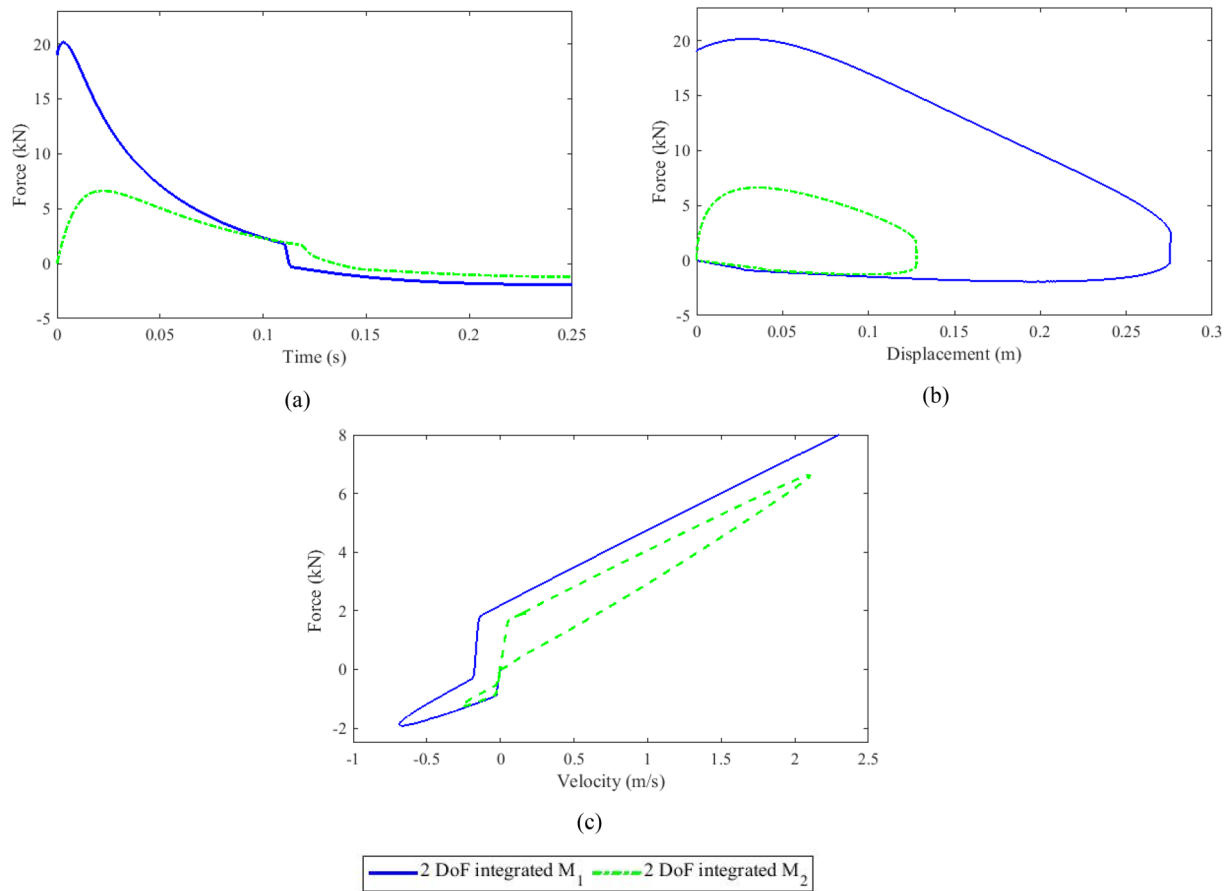 20
15
10
5
0
-5
Force (kN)
0 0.05 0.1 0.15 0.2 0.25
Time (s)
(a)
20
15
10
5
0
-5
Force (kN)
0 0.05 0.1 0.15 0.2 0.25 0.3
Displacement (m)
(b)
8
6
4
2
0
-2
Force (kN)
-1 -0.5 0 0.5 1 1.5 2 2.5
Velocity (m/s)
(c)
2 DoF integrated M1 2 DoF integrated M2